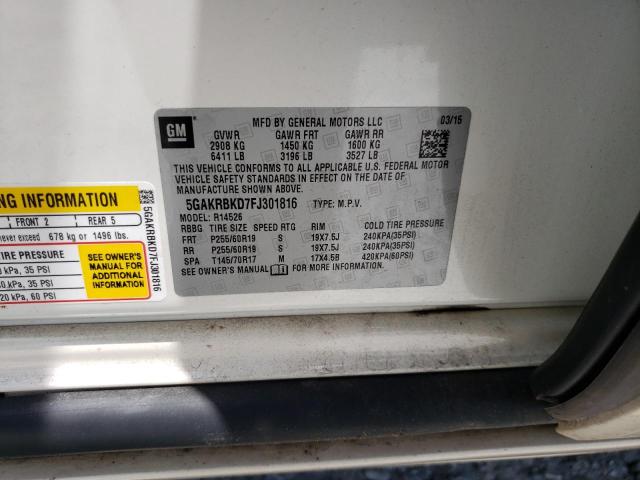 GM
MFD BY GENERAL MOTORS LLC
03/15
GVWR GAWR FRT GAWR RR
2908 KG 1450 KG 1600 KG
6411 LB 3196 LB 3527 LB
THIS VEHICLE CONFORMS TO ALL APPLICABLE U.S. FEDERAL MOTOR
VEHICLE SAFETY STANDARDS IN EFFECT ON THE DATE OF MANUFACTURE
SHOWN ABOVE.
5GAKRBKD7FJ301816 TYPE: M.P.V.
MODEL: R14526
RBBG TIRE SIZE SPEED RTG RIM COLD TIRE PRESSURE
FRT P255/60R19 S 19X7.5J 240KPA(35PSI)
RR P255/60R19 S 19X7.5J 240KPA(35PSI)
SPA T145/70R17 M 17X4.5B 420KPA(60PSI)
SEE OWNER'S MANUAL FOR MORE INFORMATION.
NG INFORMATION
FRONT 2 REAR 5
never exceed 678 kg or 1496 lbs.
TIRE PRESSURE
kPa, 35 PSI
kPa, 35 PSI
20 kPa, 60 PSI
SEE OWNER'S
MANUAL FOR
ADDITIONAL
INFORMATION
5GAKRBKD7FJ301816